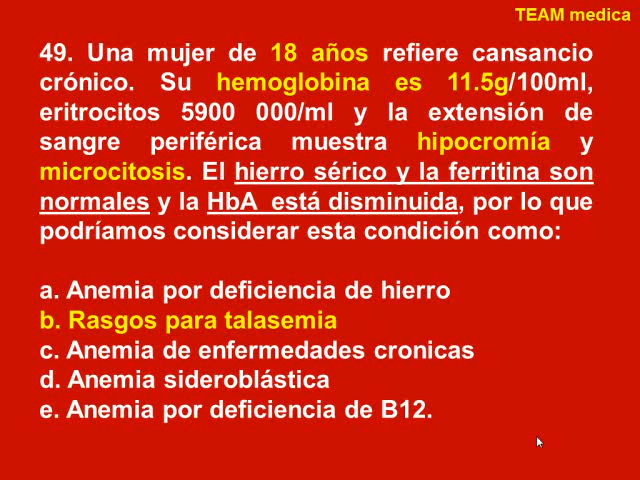 TEAM medica
49. Una mujer de 18 años refiere cansancio
crónico. Su hemoglobina es 11.5g/100ml,
eritrocitos 5900 000/ml y la extensión de
sangre periférica muestra hipocromía y
microcitosis. El hierro sérico y la ferritina son
normales y la HbA está disminuida, por lo que
podríamos considerar esta condición como:
a. Anemia por deficiencia de hierro
b. Rasgos para talasemia
c. Anemia de enfermedades cronicas
d. Anemia sideroblástica
e. Anemia por deficiencia de B12.